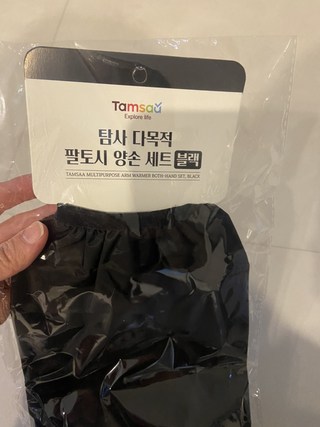 Tamsaa
Explore life
탐사 다목적
팔토시 양손 세트 블랙
TAMSAA MULTIPURPOSE ARM WARMER BOTH-HAND SET, BLACK